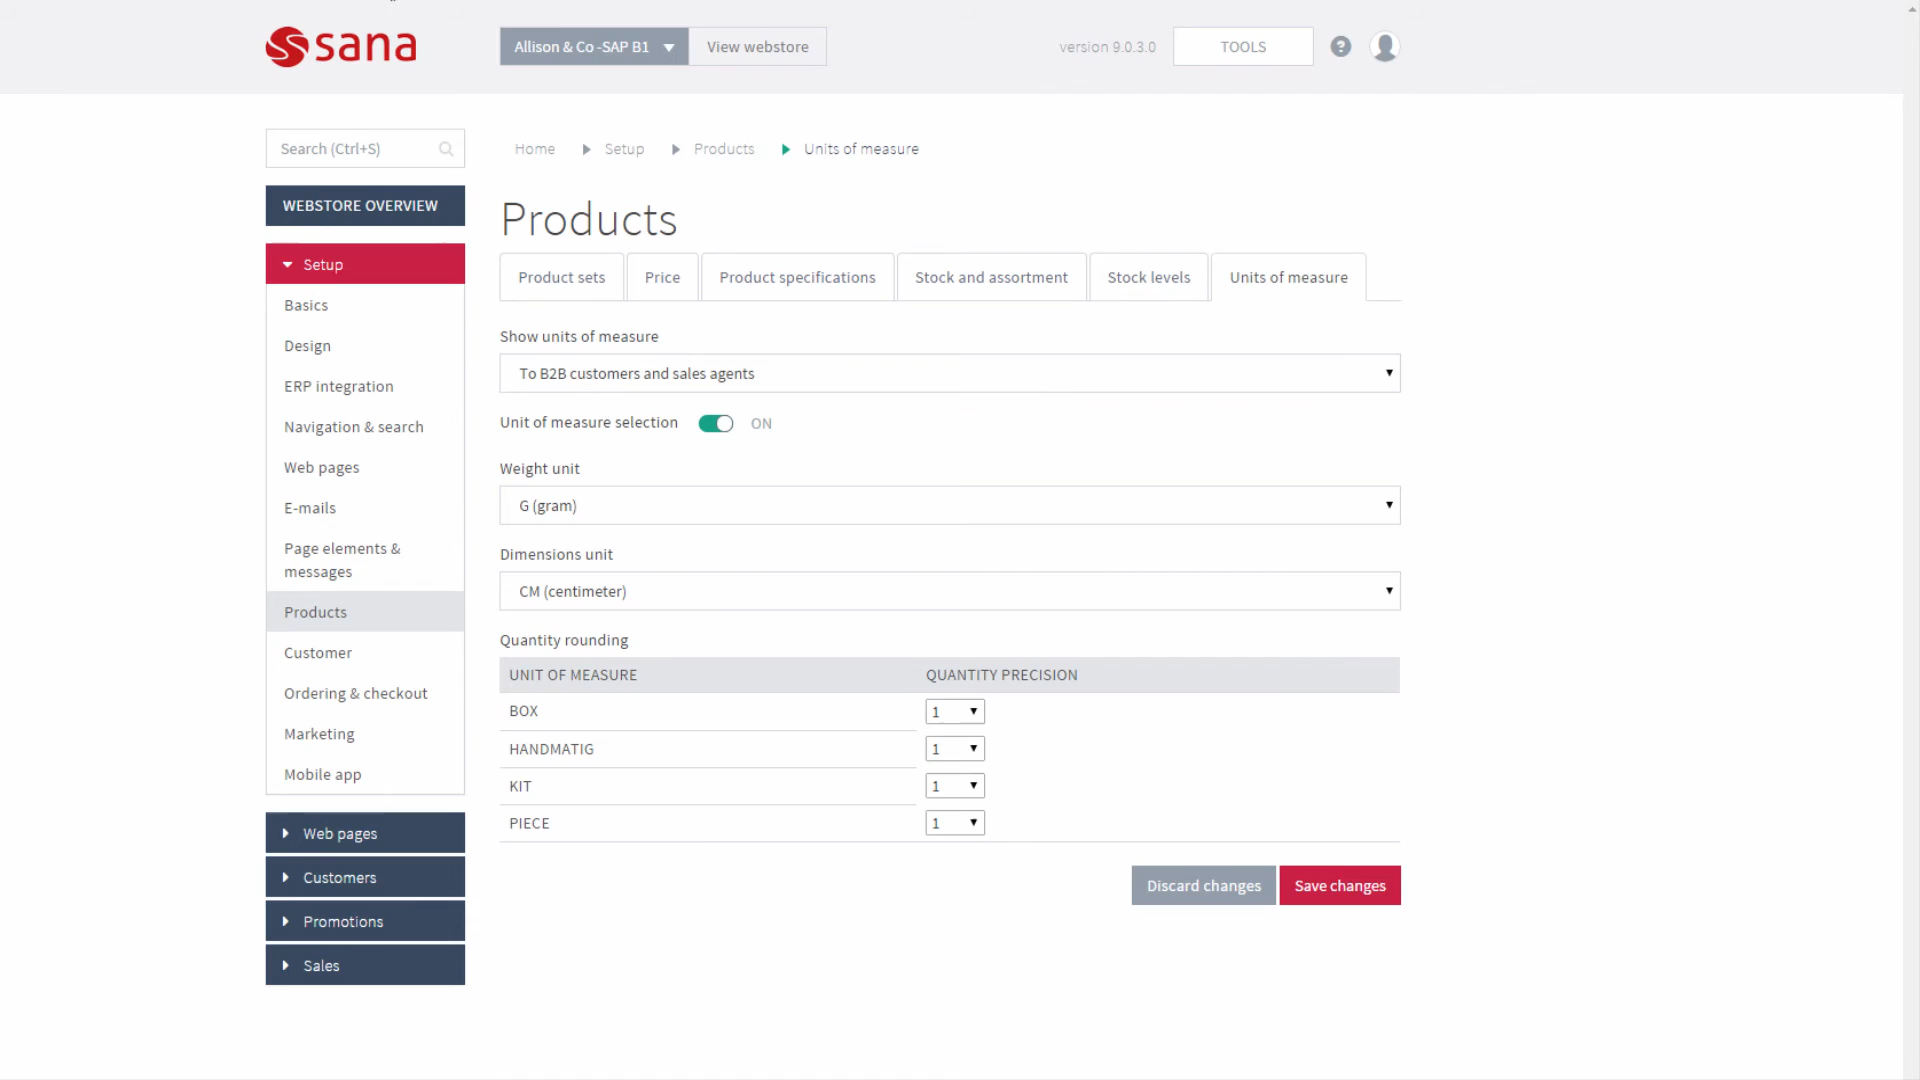 sana
Allison & Co -SAP B1
View webstore
version 9.0.3.0
TOOLS
?
Search (Ctrl+S)
Home
Setup
Products
Units of measure
WEBSTORE OVERVIEW
Setup
Basics
Design
ERP integration
Navigation & search
Web pages
E-mails
Page elements &
messages
Products
Customer
Ordering & checkout
Marketing
Mobile app
Web pages
Customers
Promotions
Sales
Products
Product sets
Price
Product specifications
Stock and assortment
Stock levels
Units of measure
Show units of measure
To B2B customers and sales agents
Unit of measure selection
ON
Weight unit
G (gram)
Dimensions unit
CM (centimeter)
Quantity rounding
UNIT OF MEASURE QUANTITY PRECISION
BOX 1
HANDMATIG 1
KIT 1
PIECE 1
Discard changes
Save changes